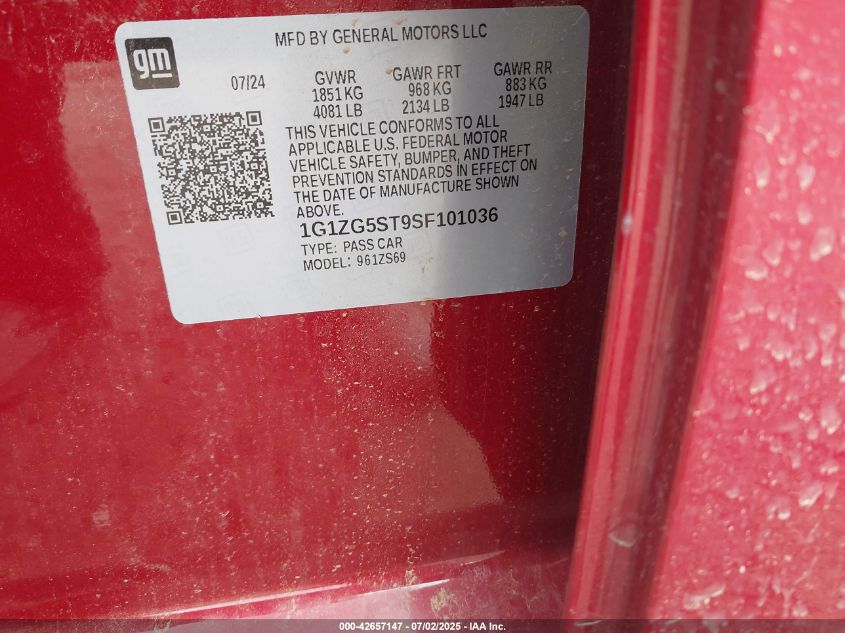 MFD BY GENERAL MOTORS LLC
gm
07/24 GVWR GAWR FRT GAWR RR
1851 KG 968 KG 883 KG
4081 LB 2134 LB 1947 LB
THIS VEHICLE CONFORMS TO ALL
APPLICABLE U.S. FEDERAL MOTOR
VEHICLE SAFETY, BUMPER, AND THEFT
PREVENTION STANDARDS IN EFFECT ON
THE DATE OF MANUFACTURE SHOWN
ABOVE.
1G1ZG5ST9SF101036
TYPE: PASS CAR
MODEL: 961ZS69
000-42657147 - 07/02/2025 - IAA Inc.